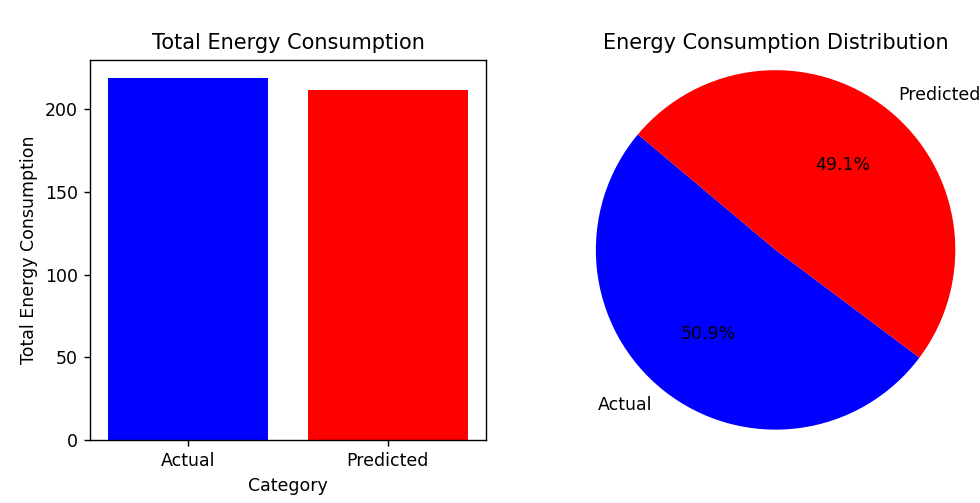 Total Energy Consumption
Total Energy Consumption
200
150
100
50
0
Actual
Predicted
Category
Energy Consumption Distribution
Predicted
49.1%
50.9%
Actual